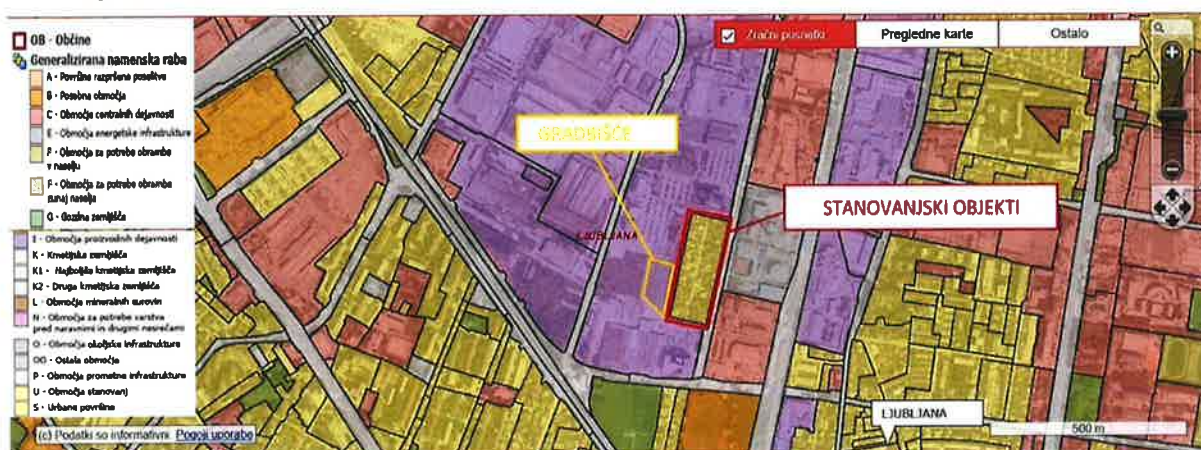 OB - Občine
Generalizirana namenska raba
A - Površine razpršene poselitve
B - Posebna območja
C - Območja centralnih dejavnosti
E - Območja energetske infrastrukture
F - Območja za potrebe obrambe
v naselju
F - Območja za potrebe obrambe
zunaj naselja
G - Gozdna zemljišča
I - Območja proizvodnih dejavnosti
K - Kmetijska zemljišča
K1 - Najboljša kmetijska zemljišča
K2 - Druga kmetijska zemljišča
L - Območja mineralnih surovin
N - Območja za potrebe varstva
pred naravnimi in drugimi nesrečami
O - Območja okoljske infrastrukture
OO - Ostala območja
P - Območja prometne infrastrukture
U - Območja stanovanj
S - Urbane površine
(c) Podatki so informativni. Pogoji uporabe
Zračni posnetki
Pregledne karte
Ostalo
GRADBIŠČE
STANOVANJSKI OBJEKTI
LJUBLJANA
LJUBLJANA
500 m